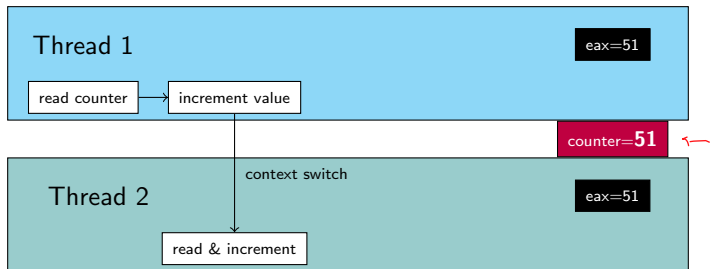 Thread 1
eax=51
read counter
increment value
counter=51
context switch
Thread 2
eax=51
read & increment